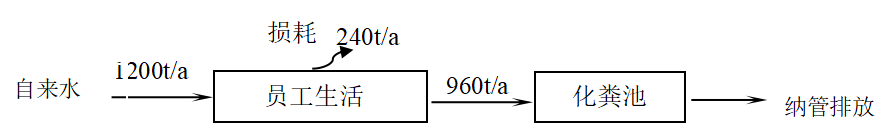 损耗
240t/a
自来水
1200t/a
员工生活
960t/a
化粪池
纳管排放